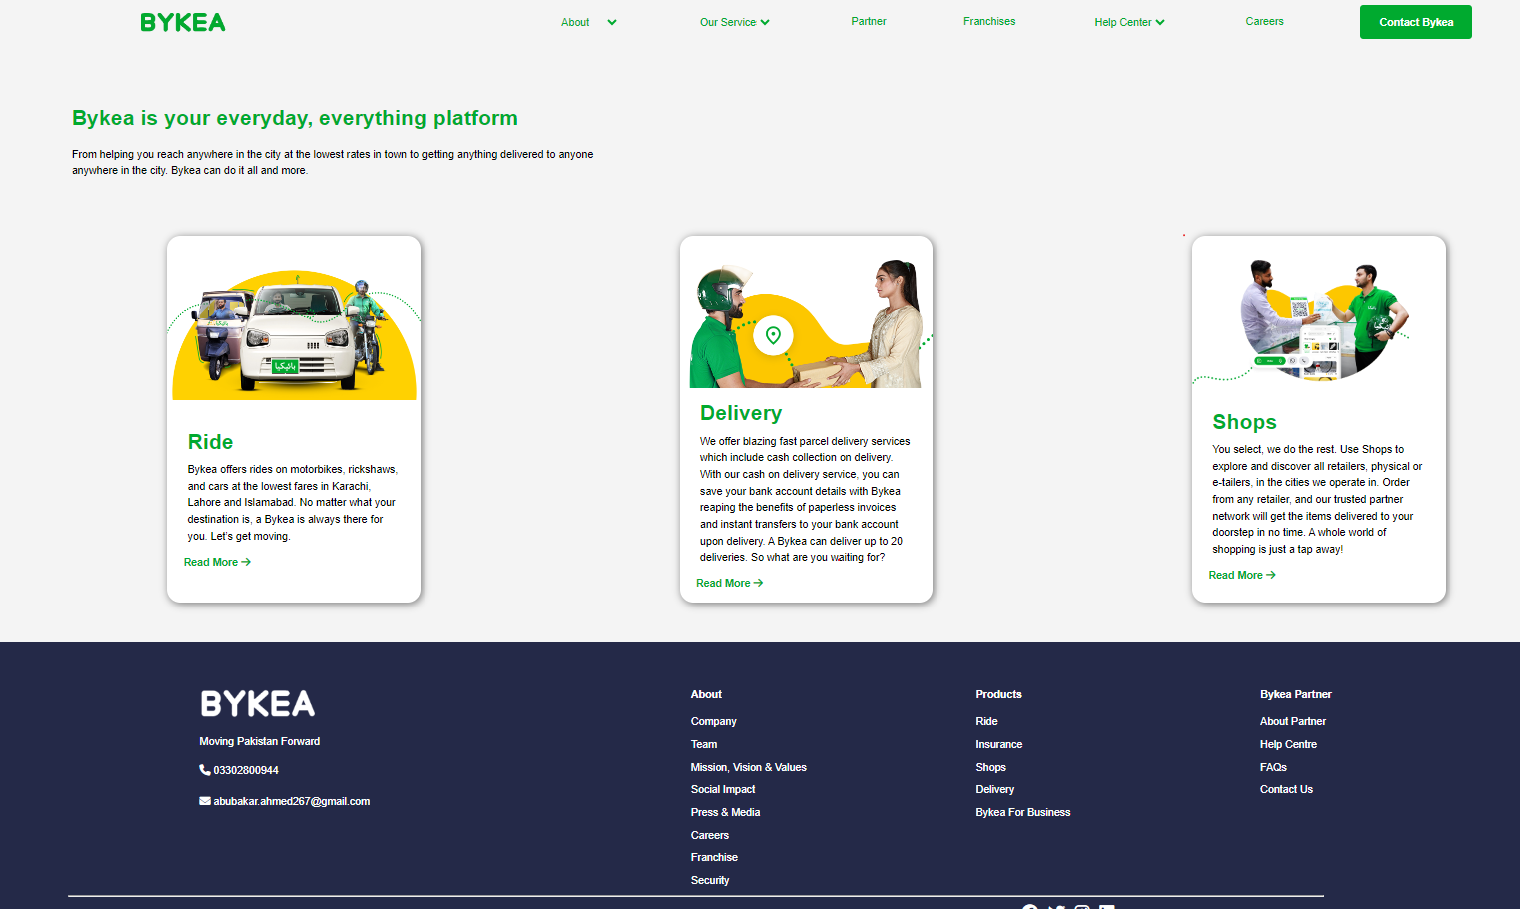 BYKEA
About
Our Service
Partner
Franchises
Help Center
Careers
Contact Bykea
Bykea is your everyday, everything platform
From helping you reach anywhere in the city at the lowest rates in town to getting anything delivered to anyone
anywhere in the city. Bykea can do it all and more.
بائیکیا
Ride
Bykea offers rides on motorbikes, rickshaws,
and cars at the lowest fares in Karachi,
Lahore and Islamabad. No matter what your
destination is, a Bykea is always there for
you. Let's get moving.
Read More
Delivery
We offer blazing fast parcel delivery services
which include cash collection on delivery.
With our cash on delivery service, you can
save your bank account details with Bykea
reaping the benefits of paperless invoices
and instant transfers to your bank account
upon delivery. A Bykea can deliver up to 20
deliveries. So what are you waiting for?
Read More
Shops
You select, we do the rest. Use Shops to
explore and discover all retailers, physical or
e-tailers, in the cities we operate in. Order
from any retailer, and our trusted partner
network will get the items delivered to your
doorstep in no time. A whole world of
shopping is just a tap away!
Read More
BYKEA
Moving Pakistan Forward
03302800944
abubakar.ahmed267@gmail.com
About
Company
Team
Mission, Vision & Values
Social Impact
Press & Media
Careers
Franchise
Security
Products
Ride
Insurance
Shops
Delivery
Bykea For Business
Bykea Partner
About Partner
Help Centre
FAQs
Contact Us